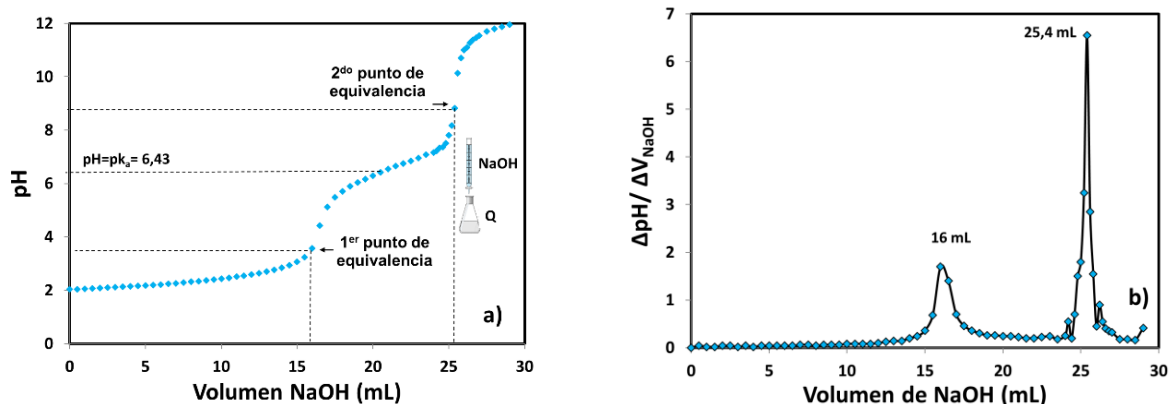 12
10
8
6
4
2
0
pH
2do punto de
equivalencia
pH=pka= 6,43
NaOH
Q
1er punto de
equivalencia
a)
0 5 10 15 20 25 30
Volumen NaOH (mL)
7
6
5
4
3
2
1
0
ΔpH/ ΔVNaOH
25,4 mL
16 mL
b)
0 5 10 15 20 25 30
Volumen de NaOH (mL)